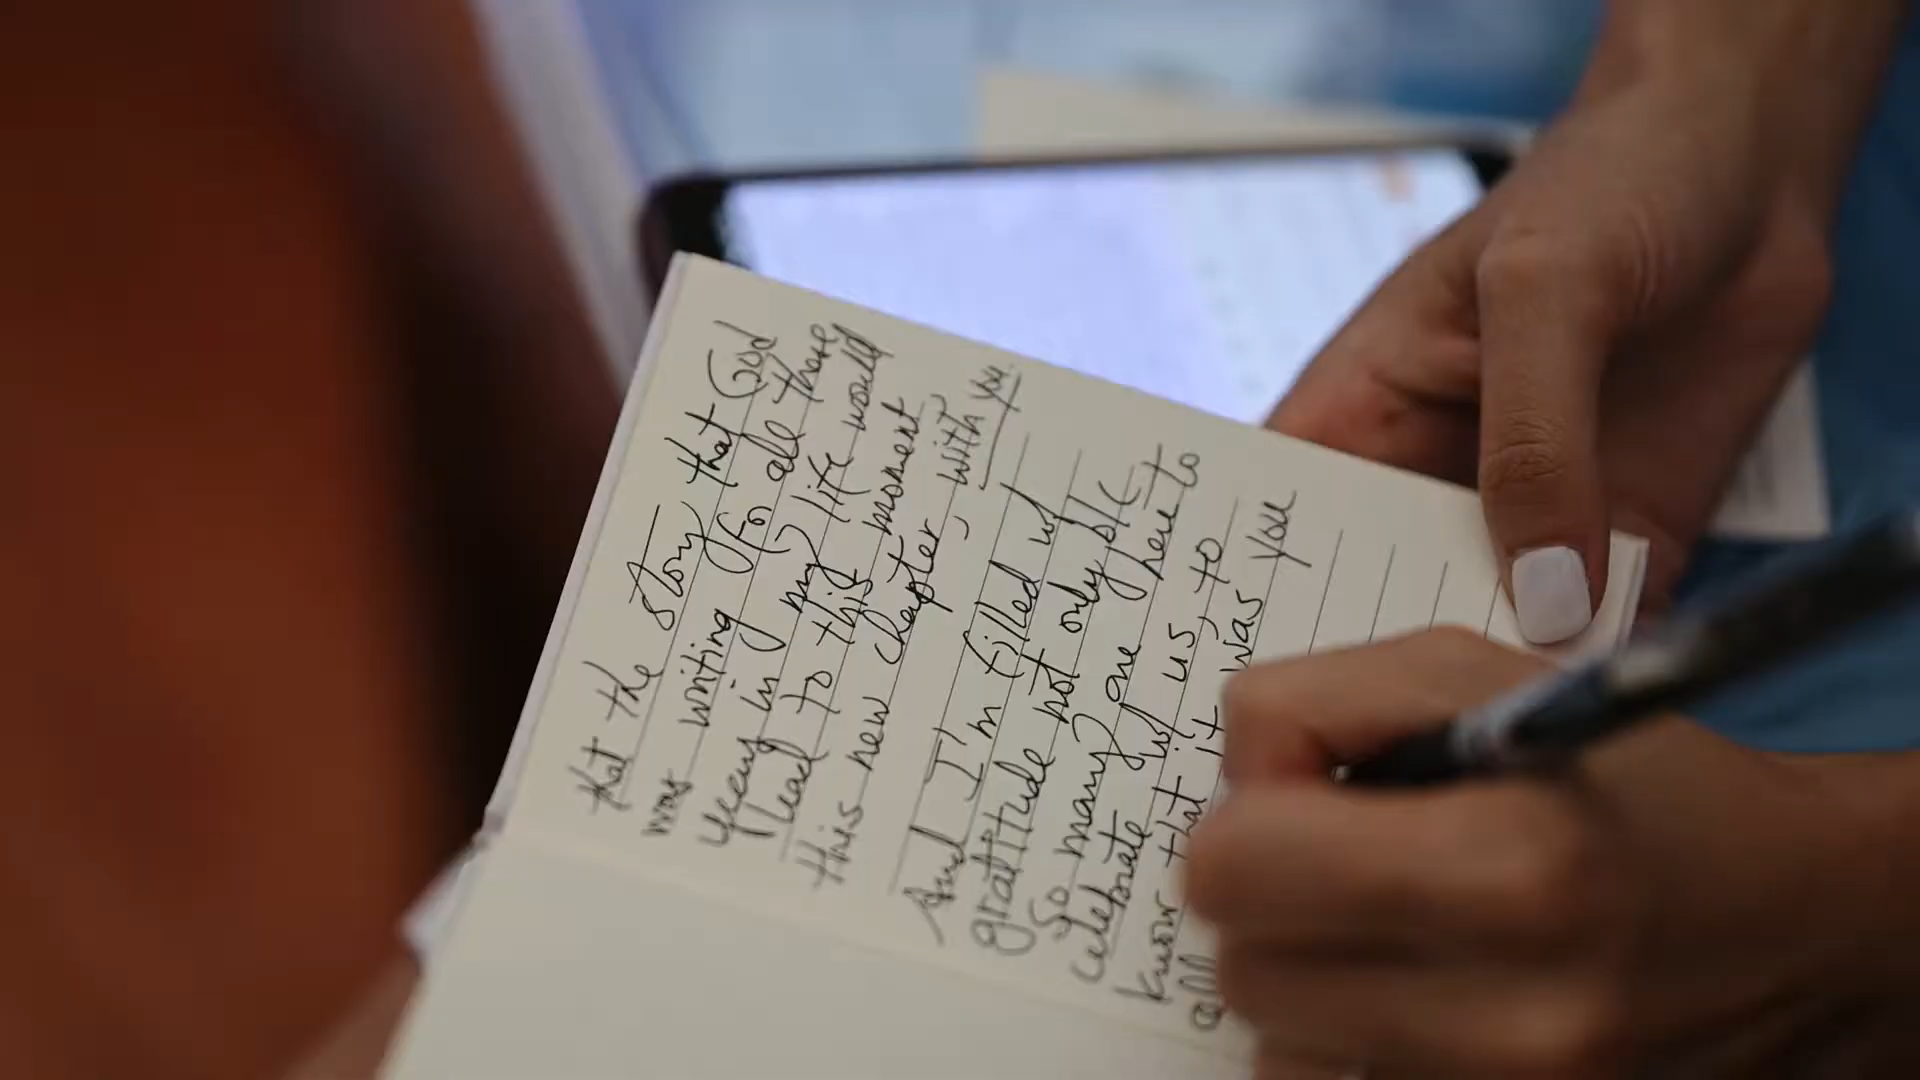 that the story that God
was writing for all these
years in my life would
lead to this moment,
this new chapter, with you.
And I'm filled w/
gratitude not only b/c
so many are here to
celebrate w/ us, to
know that it was you
all